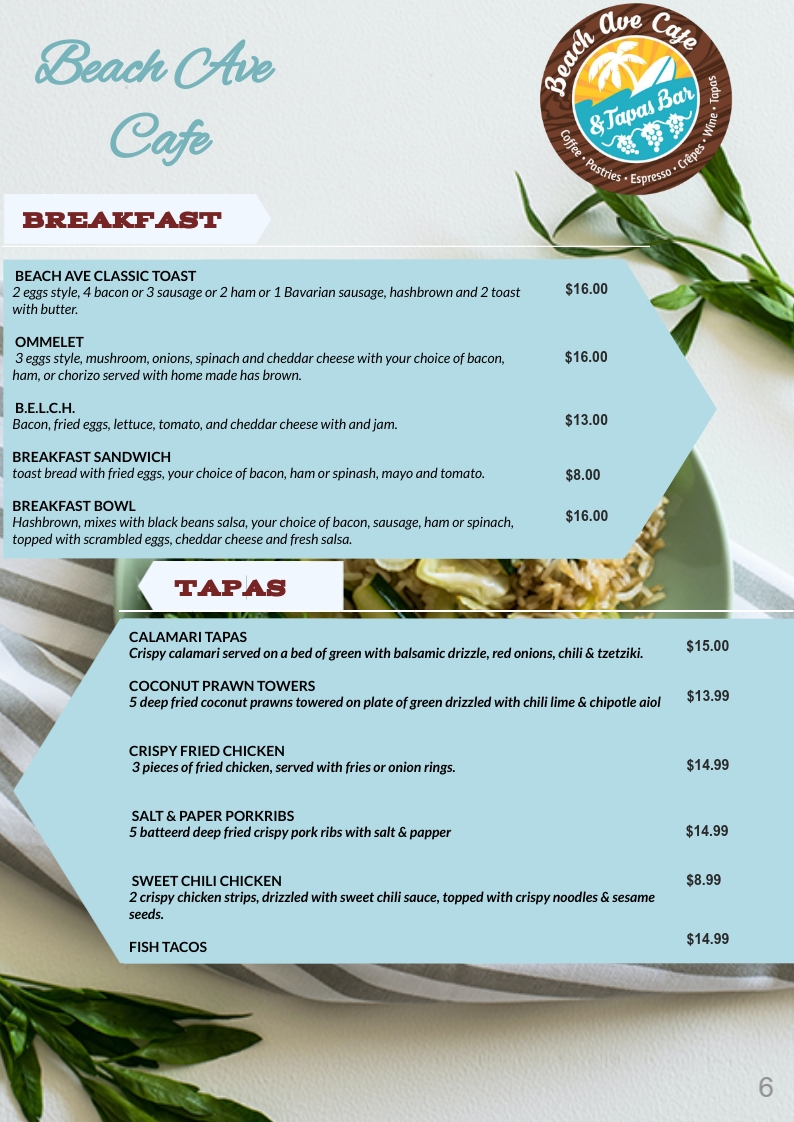 Beach Ave
Cafe
Beach Ave Cafe
& Tapas Bar
Coffee • Pastries • Espresso • Crêpes • Wine • Tapas
BREAKFAST
BEACH AVE CLASSIC TOAST
2 eggs style, 4 bacon or 3 sausage or 2 ham or 1 Bavarian sausage, hashbrown and 2 toast
with butter.
$16.00
OMMELET
3 eggs style, mushroom, onions, spinach and cheddar cheese with your choice of bacon,
ham, or chorizo served with home made has brown.
$16.00
B.E.L.C.H.
Bacon, fried eggs, lettuce, tomato, and cheddar cheese with and jam.
$13.00
BREAKFAST SANDWICH
toast bread with fried eggs, your choice of bacon, ham or spinash, mayo and tomato.
$8.00
BREAKFAST BOWL
Hashbrown, mixes with black beans salsa, your choice of bacon, sausage, ham or spinach,
topped with scrambled eggs, cheddar cheese and fresh salsa.
$16.00
TAPAS
CALAMARI TAPAS
Crispy calamari served on a bed of green with balsamic drizzle, red onions, chili & tzetziki.
$15.00
COCONUT PRAWN TOWERS
5 deep fried coconut prawns towered on plate of green drizzled with chili lime & chipotle aiol
$13.99
CRISPY FRIED CHICKEN
3 pieces of fried chicken, served with fries or onion rings.
$14.99
SALT & PAPER PORKRIBS
5 batteerd deep fried crispy pork ribs with salt & papper
$14.99
SWEET CHILI CHICKEN
2 crispy chicken strips, drizzled with sweet chili sauce, topped with crispy noodles & sesame
seeds.
$8.99
FISH TACOS
$14.99
6